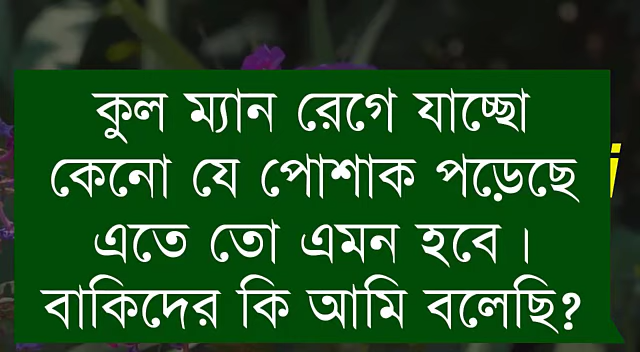 কুল ম্যান রেগে যাচ্ছো
কেনো যে পোশাক পড়েছে
এতে তো এমন হবে।
বাকিদের কি আমি বলেছি?